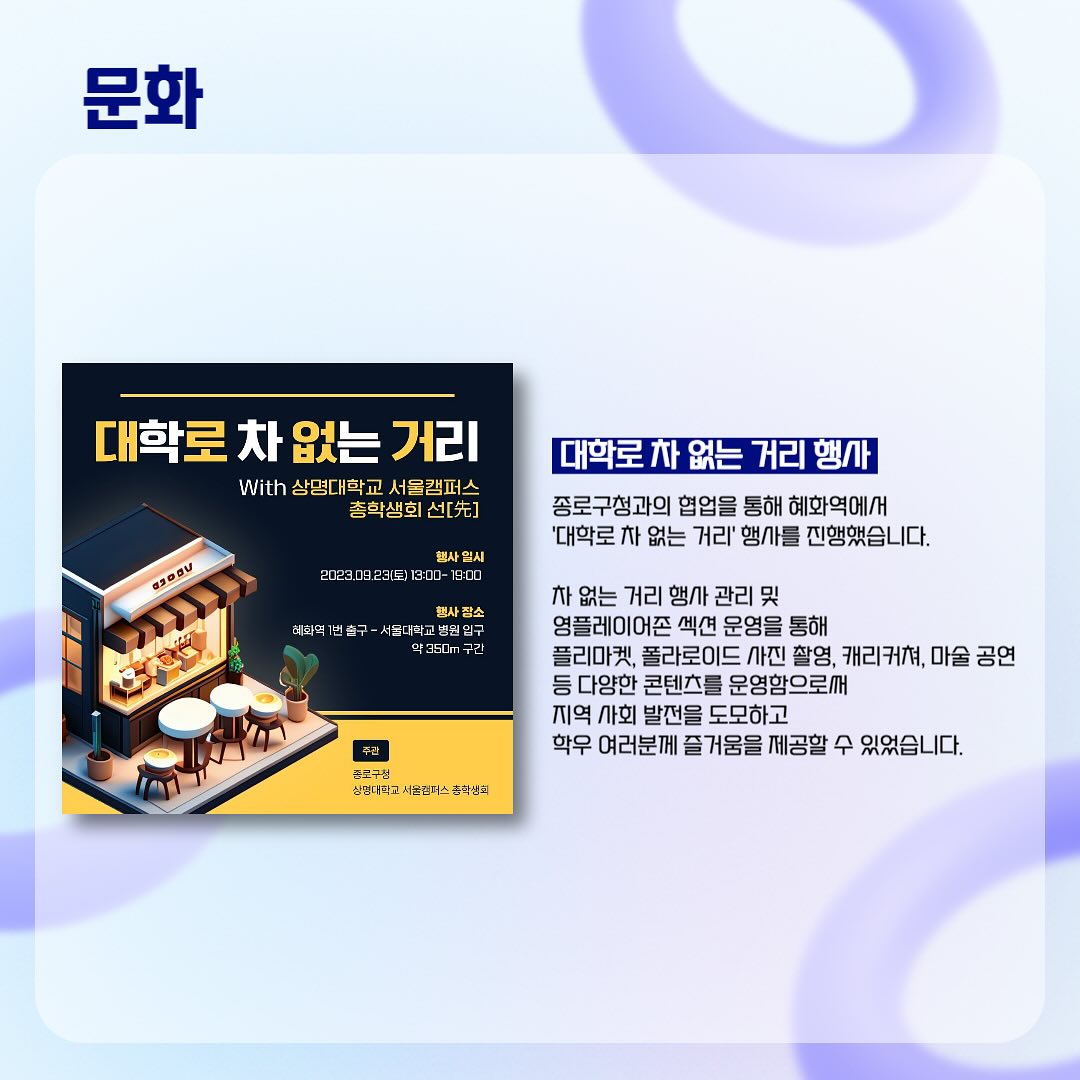 문화
대학로 차 없는 거리
With 상명대학교 서울캠퍼스
총학생회 선[先]
행사 일시
2023.09.23(토) 13:00- 19:00
행사 장소
혜화역 1번 출구 - 서울대학교 병원 입구
약 350m 구간
주관
종로구청
상명대학교 서울캠퍼스 총학생회
대학로 차 없는 거리 행사
종로구청과의 협업을 통해 혜화역에서
'대학로 차 없는 거리' 행사를 진행했습니다.
차 없는 거리 행사 관리 및
영플레이어존 섹션 운영을 통해
플리마켓, 폴라로이드 사진 촬영, 캐리커쳐, 마술 공연
등 다양한 콘텐츠를 운영함으로써
지역 사회 발전을 도모하고
학우 여러분께 즐거움을 제공할 수 있었습니다.